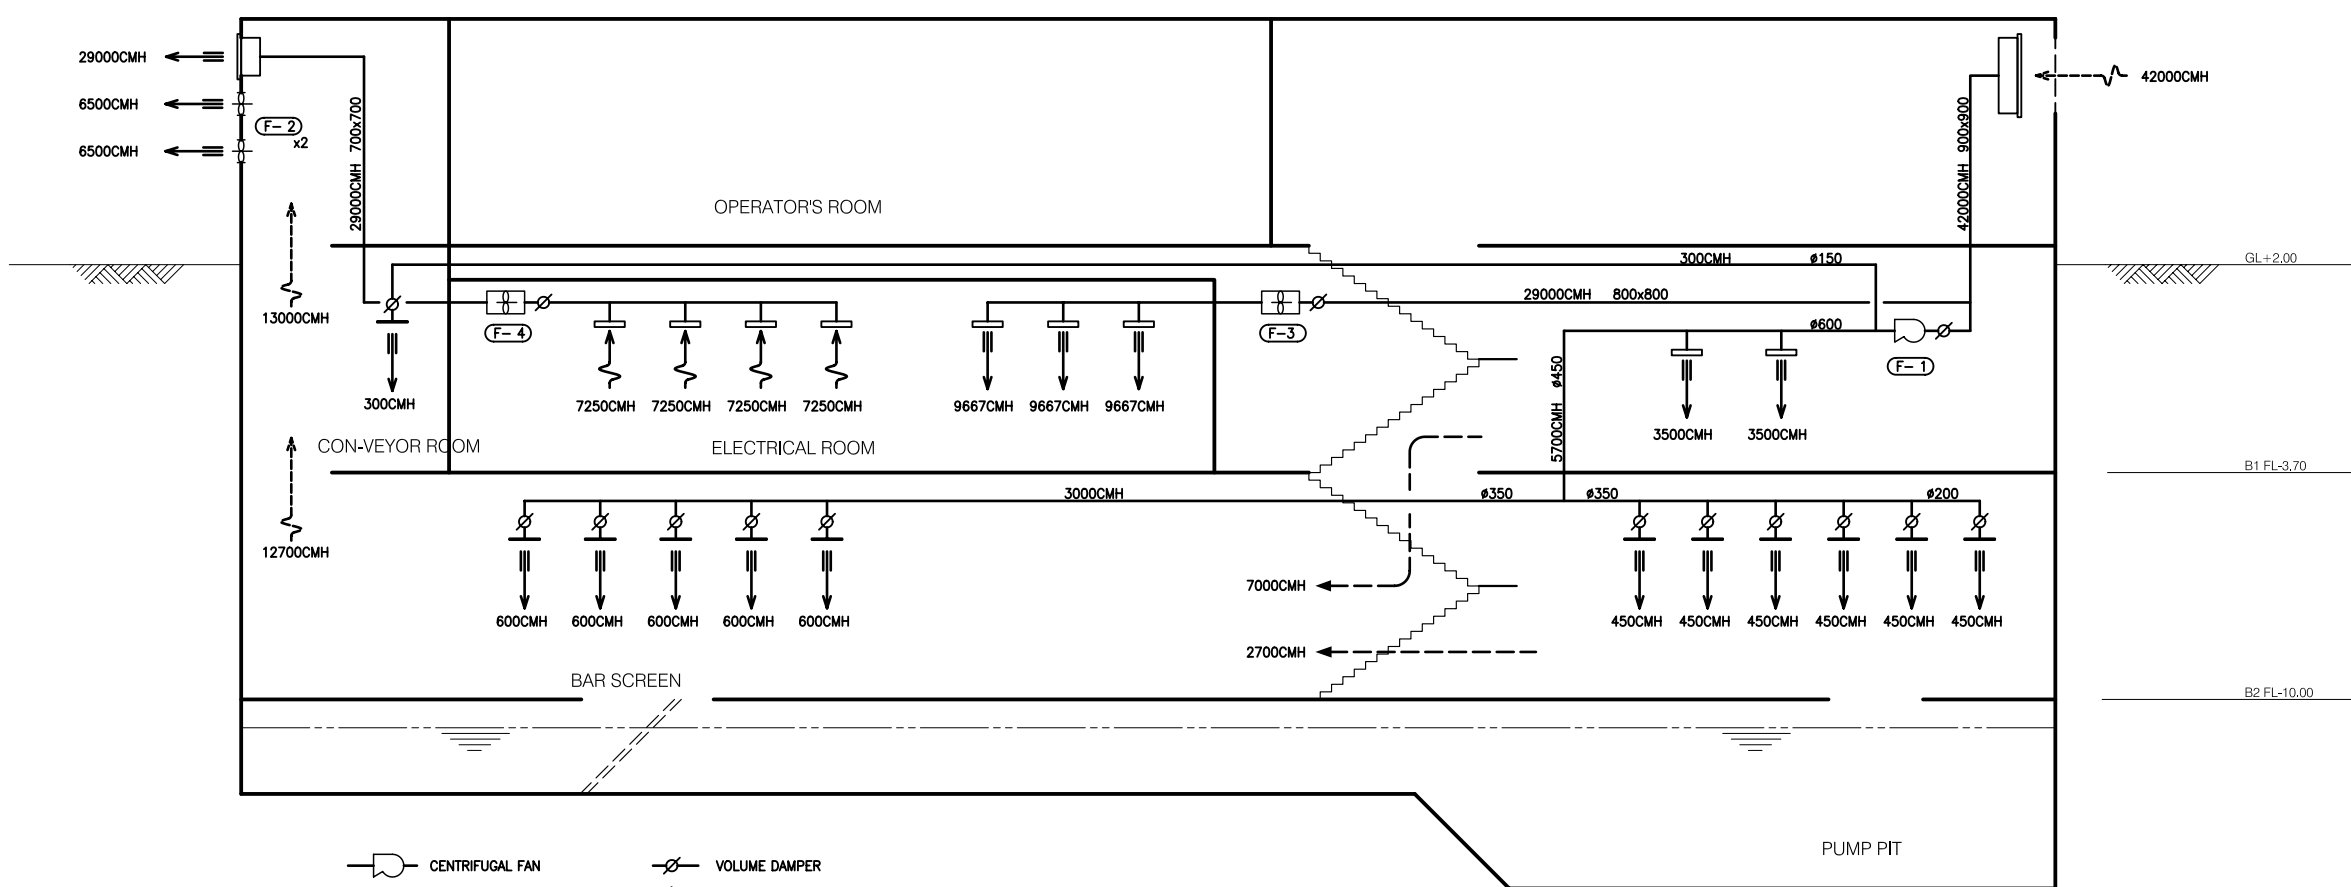 29000CMH
6500CMH
F-2
x2
6500CMH
29000CMH 700x700
42000CMH
42000CMH 900x900
OPERATOR'S ROOM
13000CMH
300CMH ø150
GL+2.00
29000CMH 800x800
F-4
F-3
ø600
F-1
300CMH
7250CMH 7250CMH 7250CMH 7250CMH
9667CMH 9667CMH 9667CMH
5700CMH ø450
3500CMH 3500CMH
CON-VEYOR ROOM
ELECTRICAL ROOM
B1 FL-3.70
3000CMH
ø350
ø350
ø200
12700CMH
7000CMH
600CMH 600CMH 600CMH 600CMH 600CMH
450CMH 450CMH 450CMH 450CMH 450CMH 450CMH
2700CMH
BAR SCREEN
B2 FL-10.00
PUMP PIT
CENTRIFUGAL FAN
VOLUME DAMPER